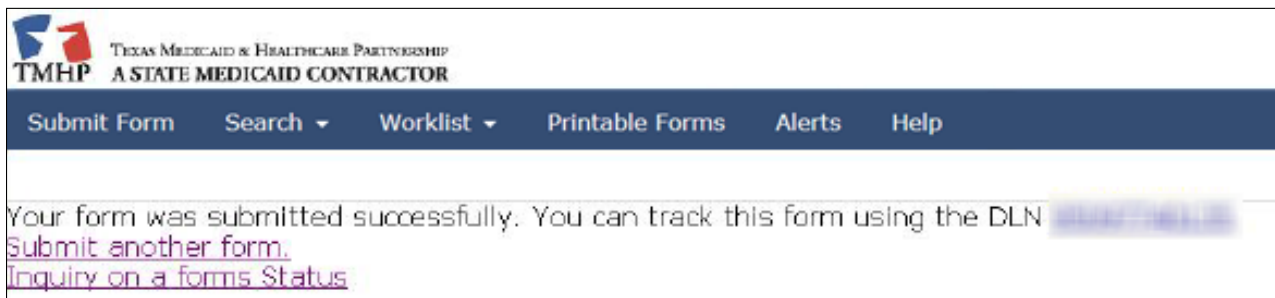 TEXAS MEDICAID & HEALTHCARE PARTNERSHIP
TMHP A STATE MEDICAID CONTRACTOR
Submit Form Search Worklist Printable Forms Alerts Help
Your form was submitted successfully. You can track this form using the DLN
Submit another form.
Inquiry on a forms Status